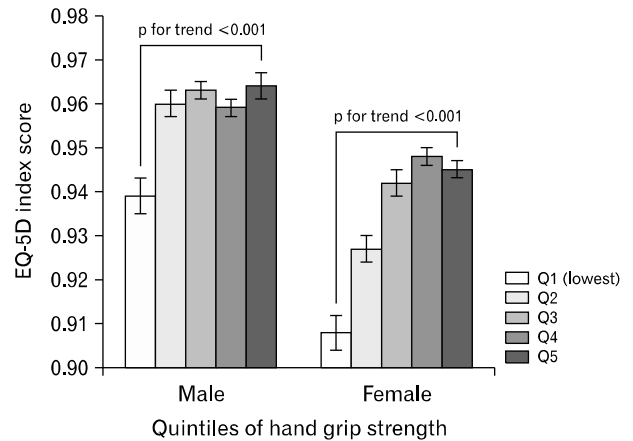 0.98
0.97
0.96
0.95
0.94
0.93
0.92
0.91
0.90
EQ-5D index score
p for trend <0.001
p for trend <0.001
Q1 (lowest)
Q2
Q3
Q4
Q5
Male
Female
Quintiles of hand grip strength